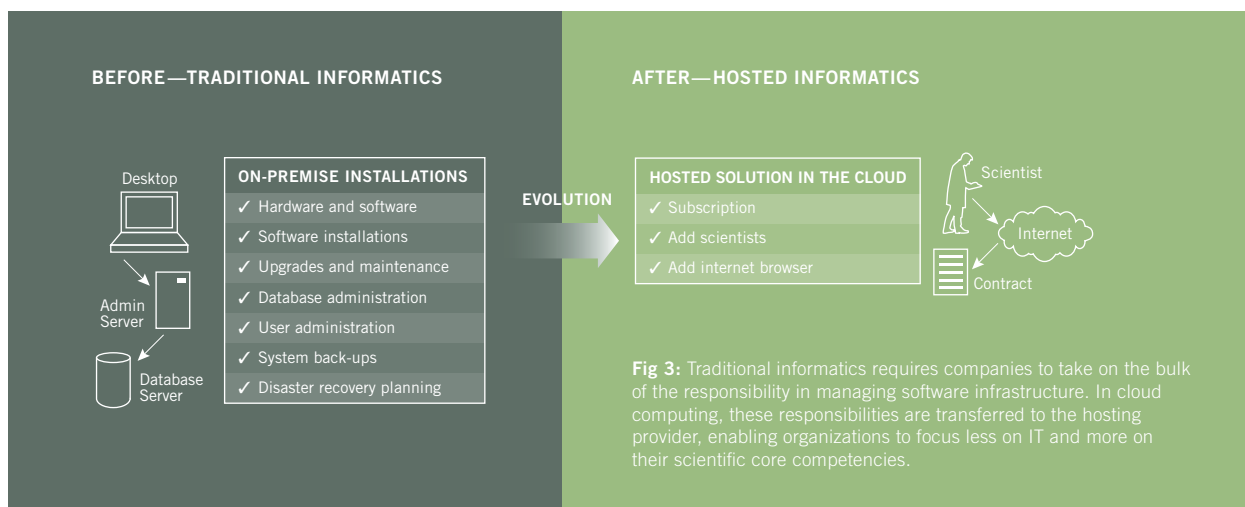 BEFORE—TRADITIONAL INFORMATICS
Desktop
Admin
Server
Database
Server
ON-PREMISE INSTALLATIONS
✓ Hardware and software
✓ Software installations
✓ Upgrades and maintenance
✓ Database administration
✓ User administration
✓ System back-ups
✓ Disaster recovery planning
EVOLUTION
AFTER—HOSTED INFORMATICS
HOSTED SOLUTION IN THE CLOUD
✓ Subscription
✓ Add scientists
✓ Add internet browser
Scientist
Internet
Contract
Fig 3: Traditional informatics requires companies to take on the bulk
of the responsibility in managing software infrastructure. In cloud
computing, these responsibilities are transferred to the hosting
provider, enabling organizations to focus less on IT and more on
their scientific core competencies.